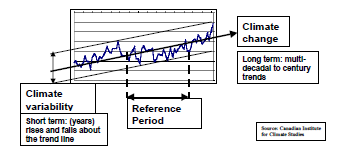 Climate
change
Long term: multi-
decadal to century
trends
Climate
variability
Short term: (years)
rises and falls about
the trend line
Reference
Period
Source: Canadian Institute
for Climate Studies